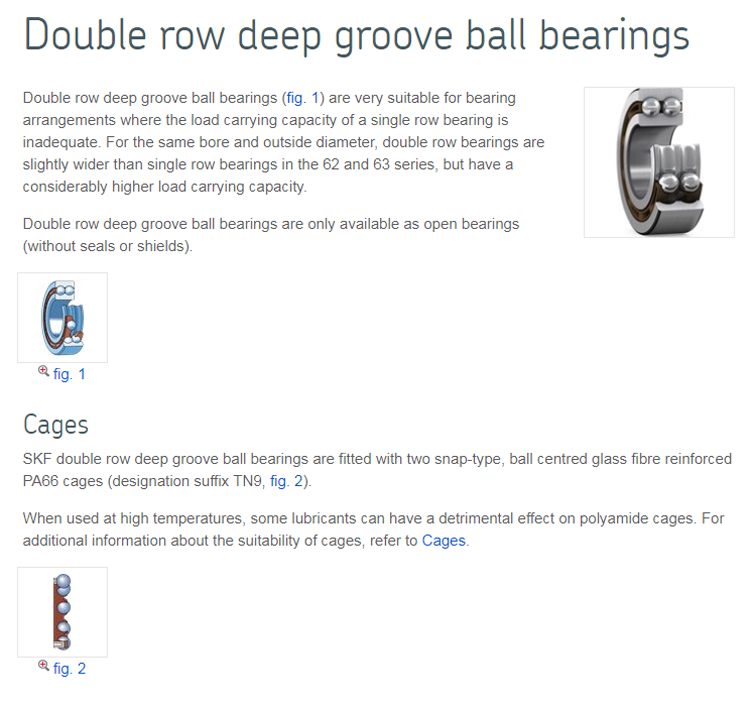 Double row deep groove ball bearings
Double row deep groove ball bearings (fig. 1) are very suitable for bearing
arrangements where the load carrying capacity of a single row bearing is
inadequate. For the same bore and outside diameter, double row bearings are
slightly wider than single row bearings in the 62 and 63 series, but have a
considerably higher load carrying capacity.
Double row deep groove ball bearings are only available as open bearings
(without seals or shields).
fig. 1
Cages
SKF double row deep groove ball bearings are fitted with two snap-type, ball centred glass fibre reinforced
PA66 cages (designation suffix TN9, fig. 2).
When used at high temperatures, some lubricants can have a detrimental effect on polyamide cages. For
additional information about the suitability of cages, refer to Cages.
fig. 2